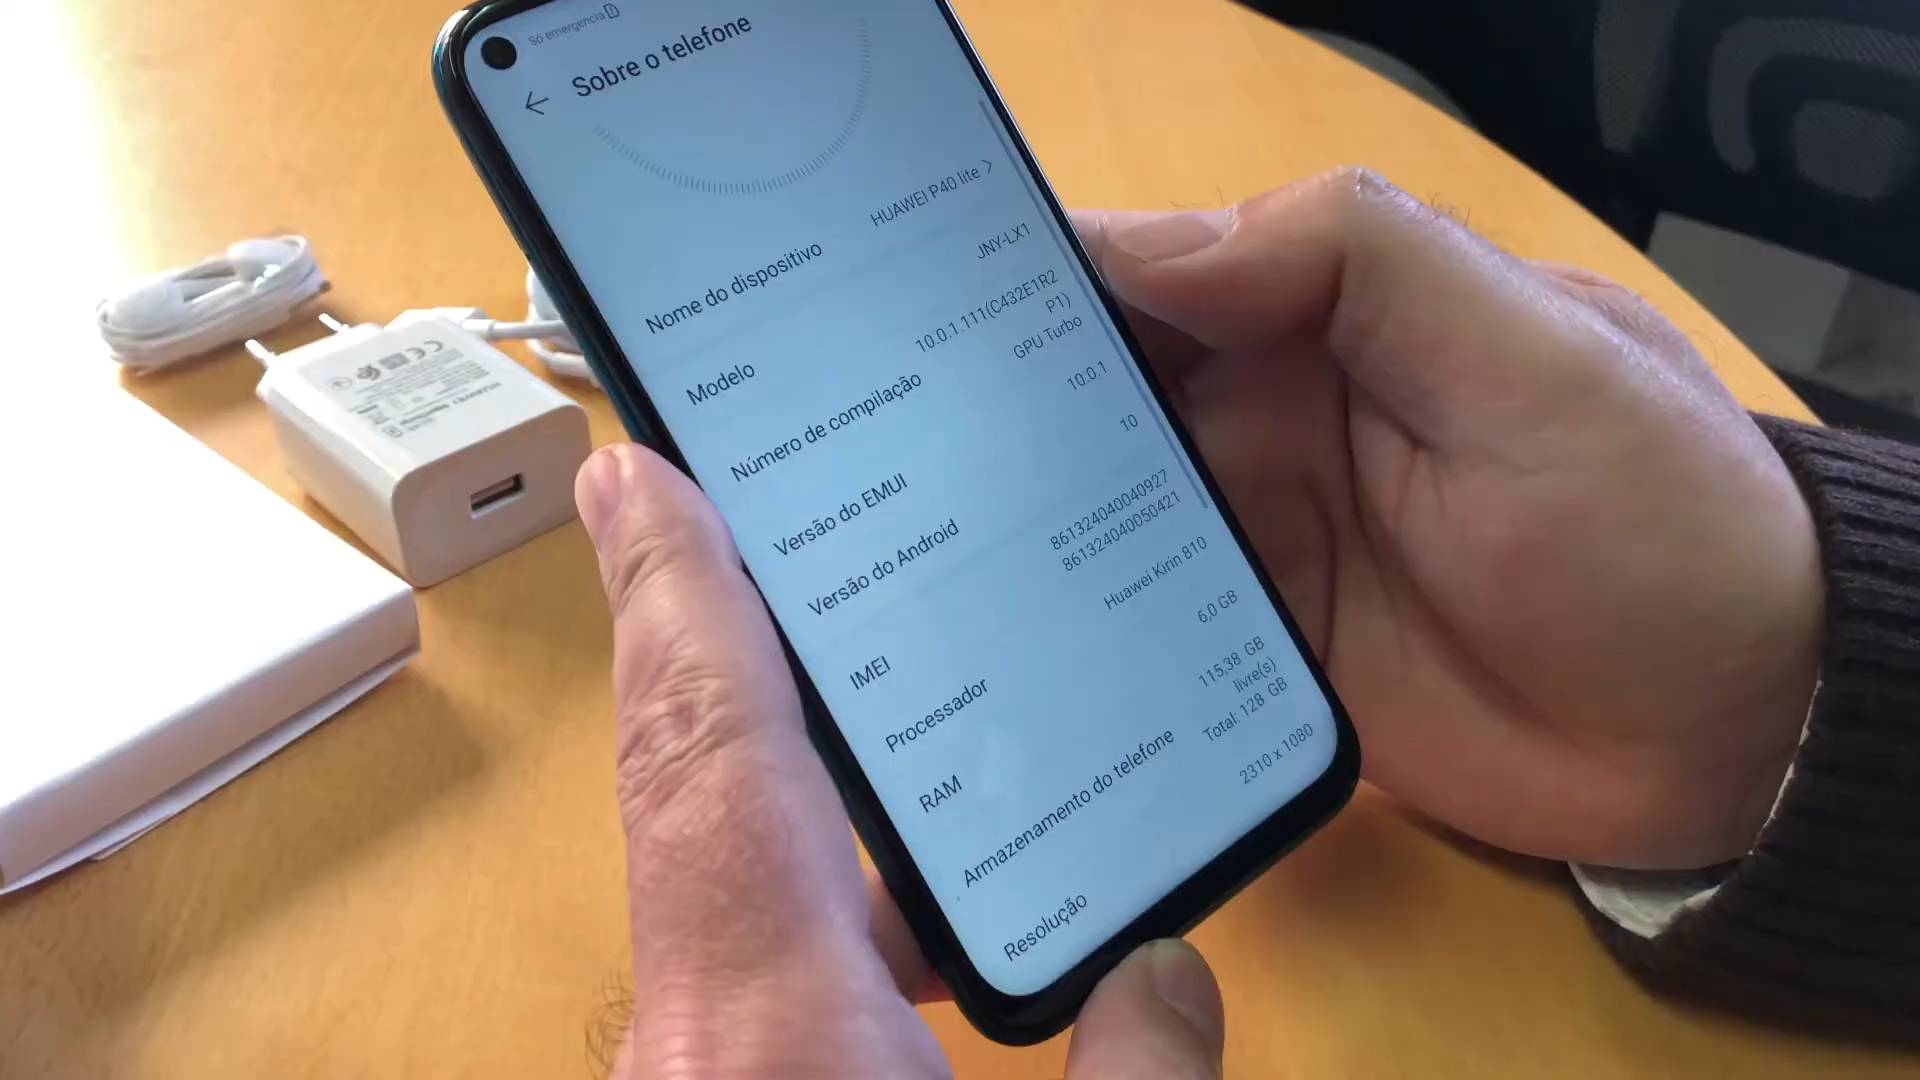 Só emergência
Sobre o telefone
Nome do dispositivo
HUAWEI P40 lite
Modelo
JNY-LX1
Número de compilação
10.0.1.111(C432E1R2
P1)
GPU Turbo
Versão do EMUI
10.0.1
Versão do Android
10
IMEI
861324040040927
861324040050421
Processador
Huawei Kirin 810
RAM
6,0 GB
Armazenamento do telefone
115,38 GB
livre(s)
Total: 128 GB
Resolução
2310 x 1080
HUAWEI